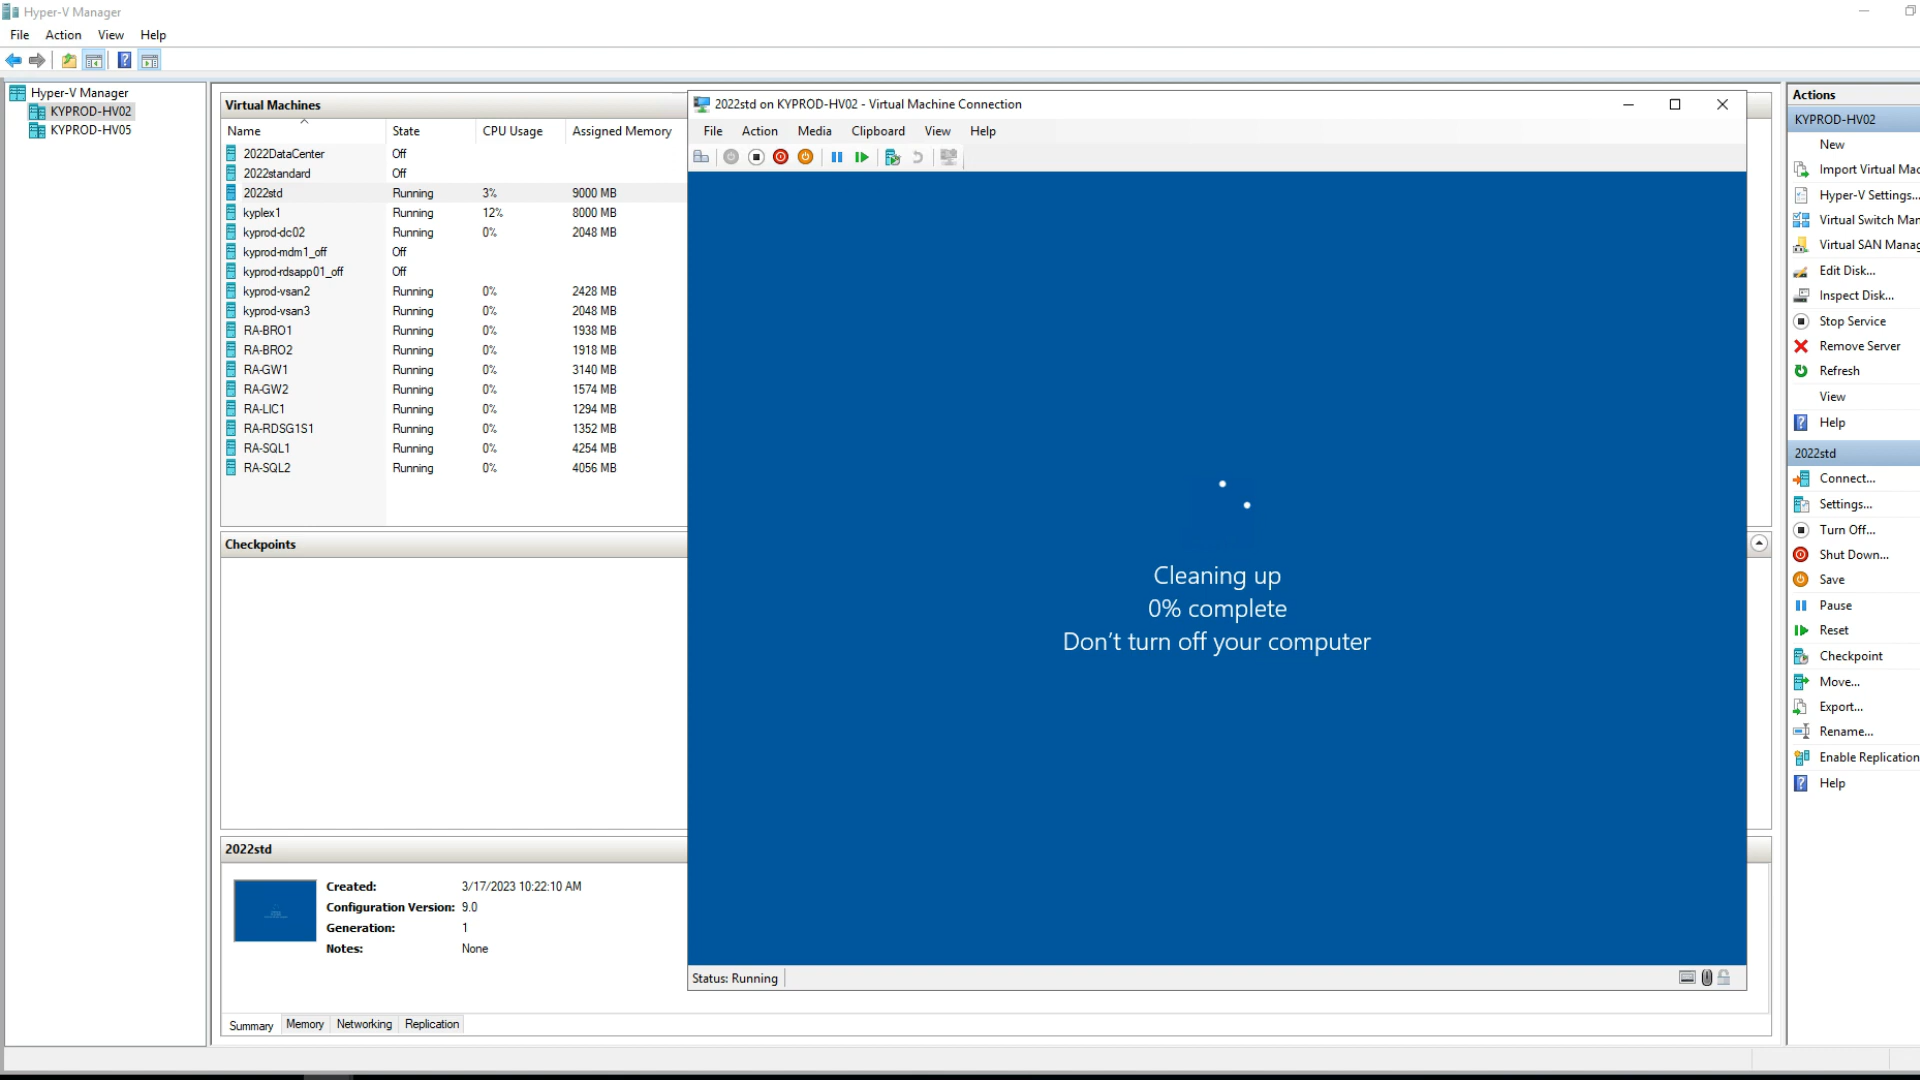 Hyper-V Manager
File Action View Help
Hyper-V Manager
KYPROD-HV02
KYPROD-HV05
Virtual Machines
Name State CPU Usage Assigned Memory
2022DataCenter Off
2022standard Off
2022std Running 3% 9000 MB
kyplex1 Running 12% 8000 MB
kyprod-dc02 Running 0% 2048 MB
kyprod-mdm1_off Off
kyprod-rdsapp01_off Off
kyprod-vsan2 Running 0% 2428 MB
kyprod-vsan3 Running 0% 2048 MB
RA-BRO1 Running 0% 1938 MB
RA-BRO2 Running 0% 1918 MB
RA-GW1 Running 0% 3140 MB
RA-GW2 Running 0% 1574 MB
RA-LIC1 Running 0% 1294 MB
RA-RDSG1S1 Running 0% 1352 MB
RA-SQL1 Running 0% 4254 MB
RA-SQL2 Running 0% 4056 MB
Checkpoints
2022std
Created: 3/17/2023 10:22:10 AM
Configuration Version: 9.0
Generation: 1
Notes: None
Summary Memory Networking Replication
2022std on KYPROD-HV02 - Virtual Machine Connection
File Action Media Clipboard View Help
Cleaning up
0% complete
Don't turn off your computer
Status: Running
Actions
KYPROD-HV02
New
Import Virtual Mac
Hyper-V Settings...
Virtual Switch Man
Virtual SAN Manag
Edit Disk...
Inspect Disk...
Stop Service
Remove Server
Refresh
View
Help
2022std
Connect...
Settings...
Turn Off...
Shut Down...
Save
Pause
Reset
Checkpoint
Move...
Export...
Rename...
Enable Replication
Help